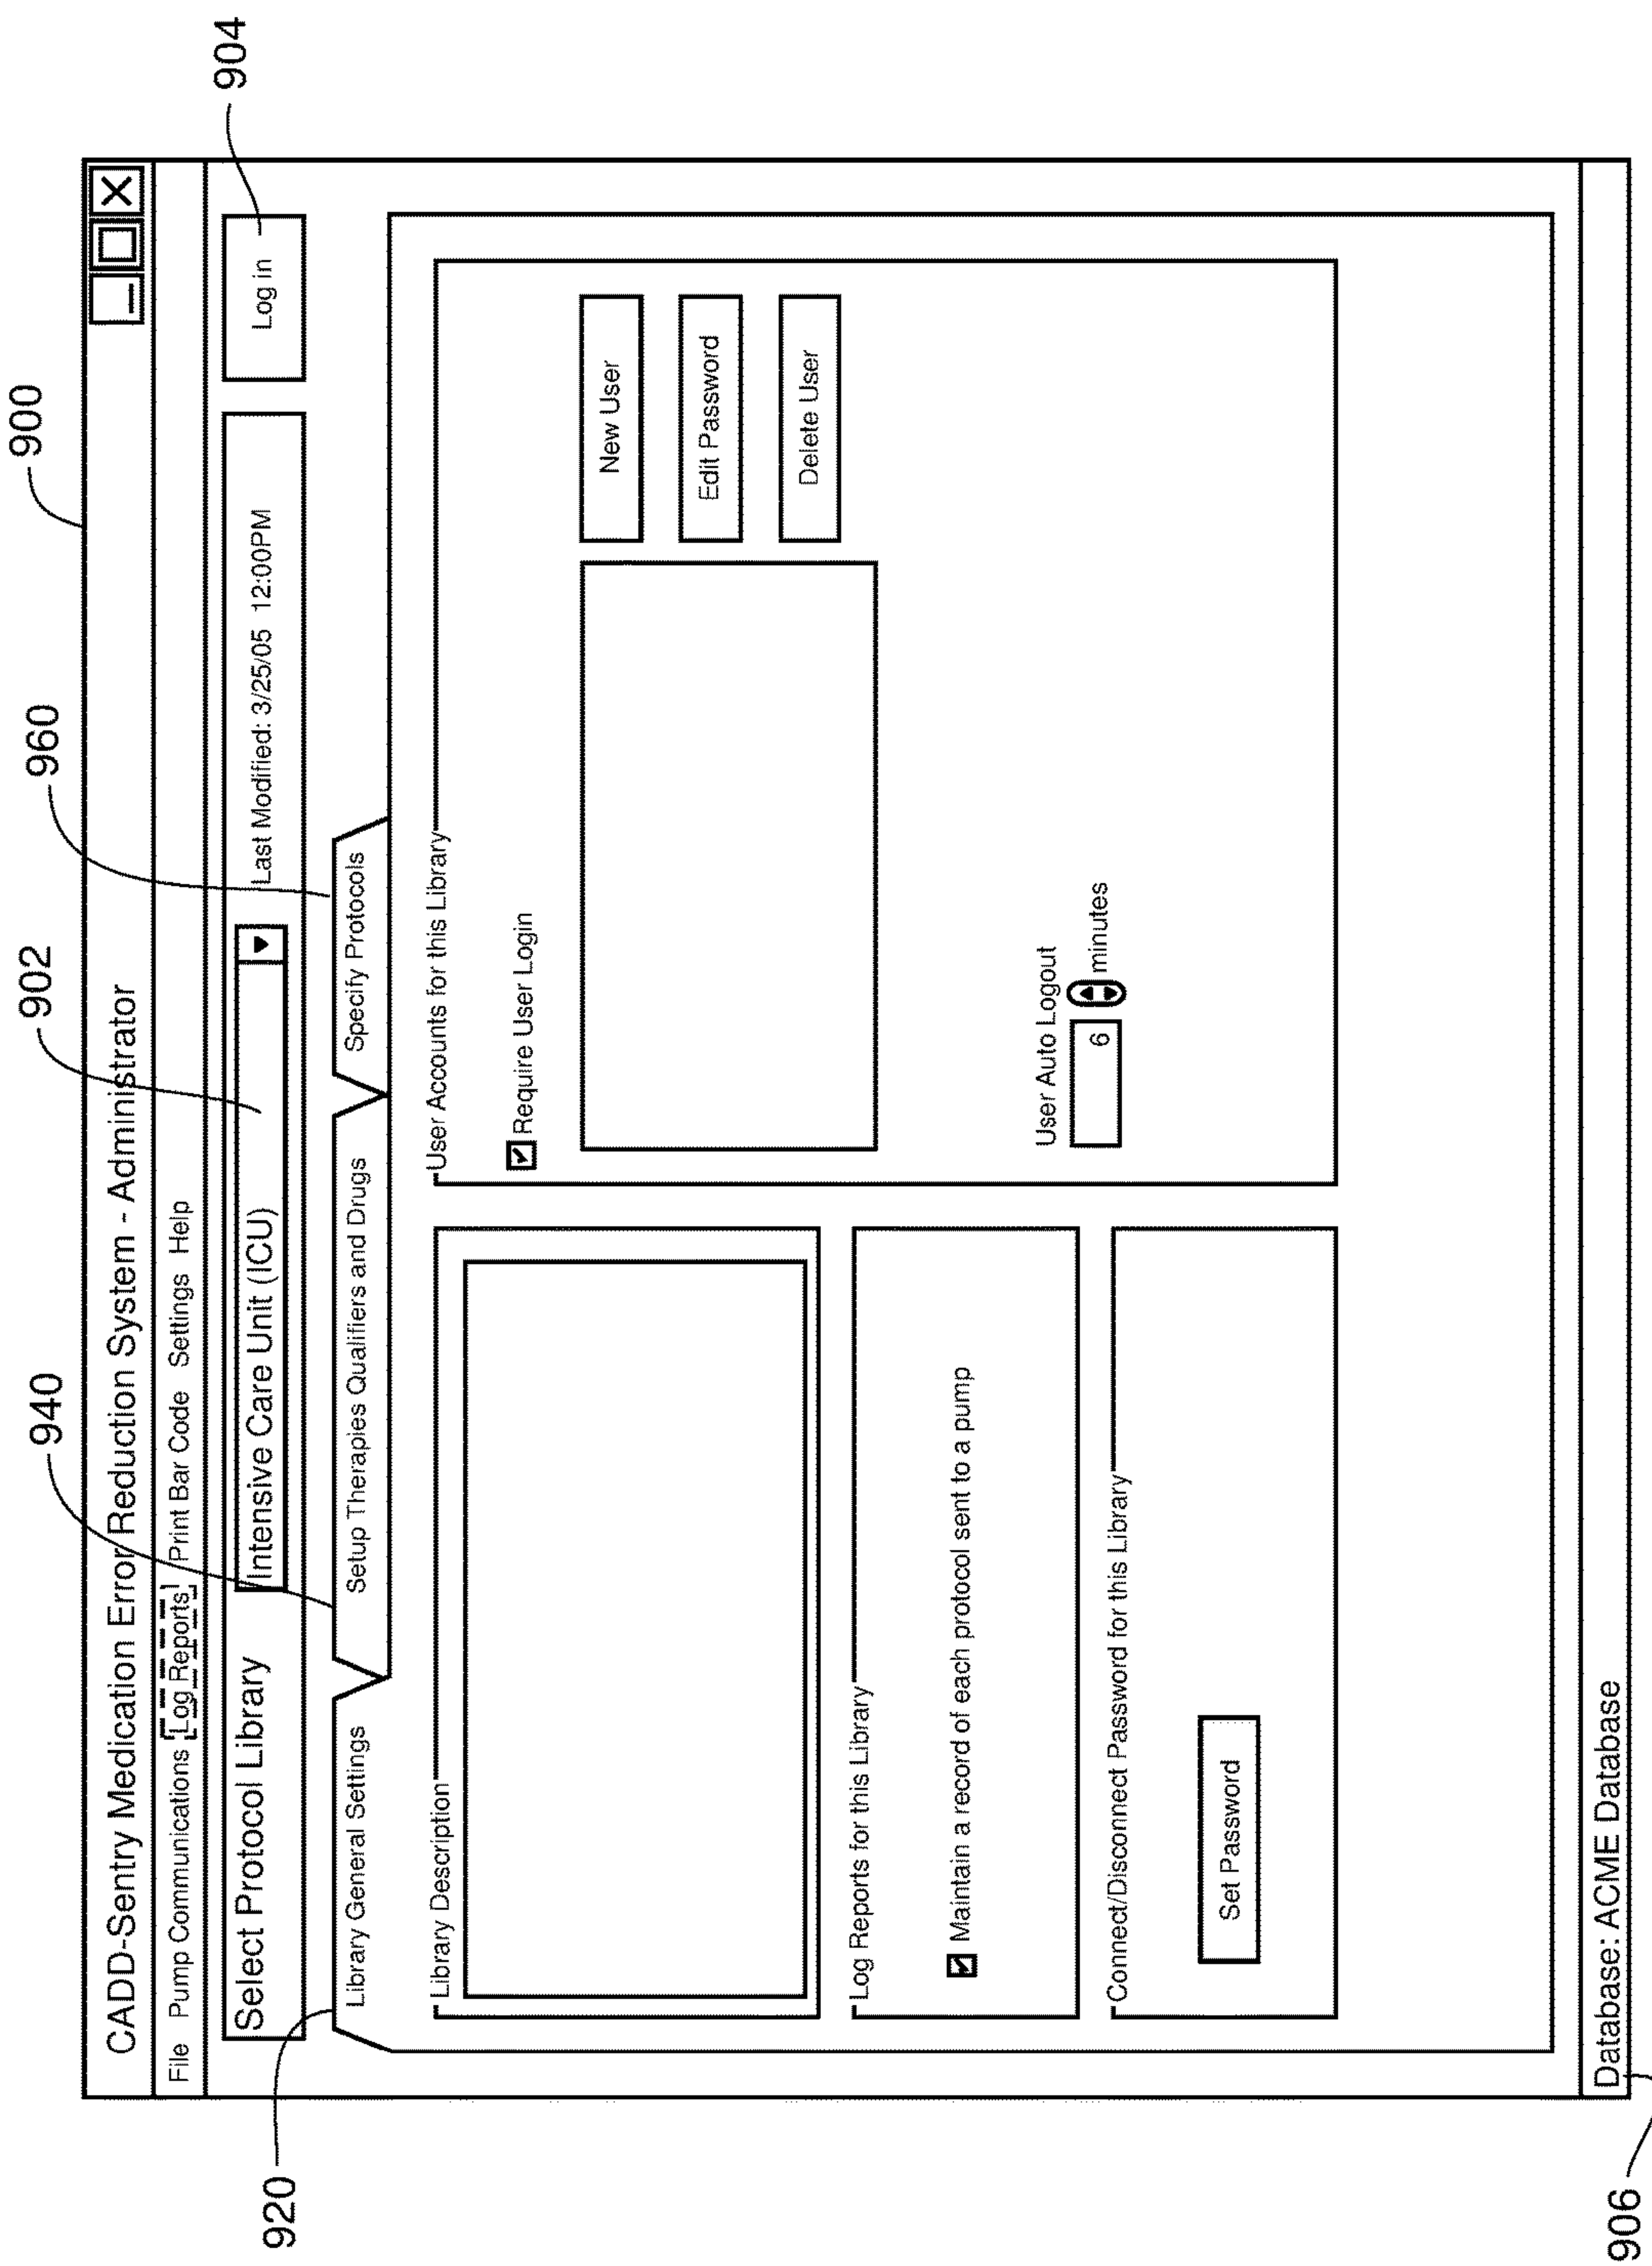 900
CADD-Sentry Medication Error Reduction System - Administrator
File Pump Communications Log Reports Print Bar Code Settings Help
Select Protocol Library Intensive Care Unit (ICU) Last Modified: 3/25/05 12:00PM Log in
904
902
940
960
920
Library General Settings Setup Therapies Qualifiers and Drugs Specify Protocols
Library Description
Log Reports for this Library
Maintain a record of each protocol sent to a pump
Connect/Disconnect Password for this Library
Set Password
User Accounts for this Library
Require User Login
New User
Edit Password
Delete User
User Auto Logout
6 minutes
Database: ACME Database
906